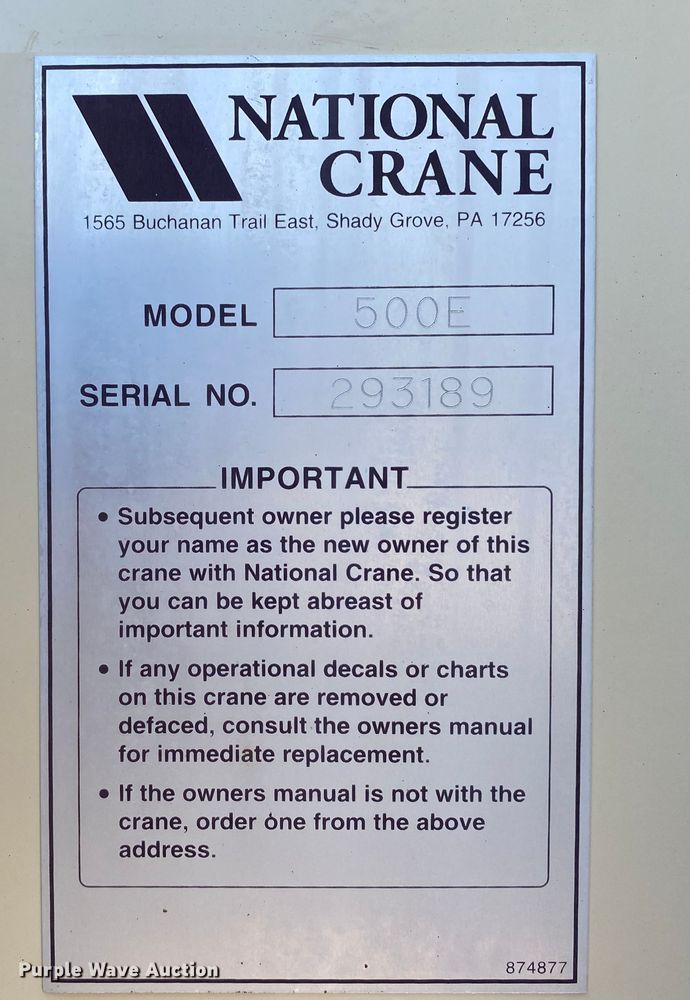 NATIONAL
CRANE
1565 Buchanan Trail East, Shady Grove, PA 17256
MODEL 500E
SERIAL NO. 293189
IMPORTANT
• Subsequent owner please register
your name as the new owner of this
crane with National Crane. So that
you can be kept abreast of
important information.
• If any operational decals or charts
on this crane are removed or
defaced, consult the owners manual
for immediate replacement.
• If the owners manual is not with the
crane, order one from the above
address.
874877
Purple Wave Auction